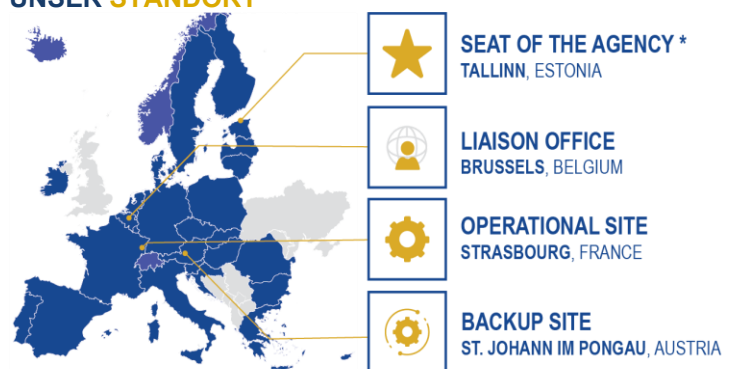 UNSER STANDORT
SEAT OF THE AGENCY *
TALLINN, ESTONIA
LIAISON OFFICE
BRUSSELS, BELGIUM
OPERATIONAL SITE
STRASBOURG, FRANCE
BACKUP SITE
ST. JOHANN IM PONGAU, AUSTRIA